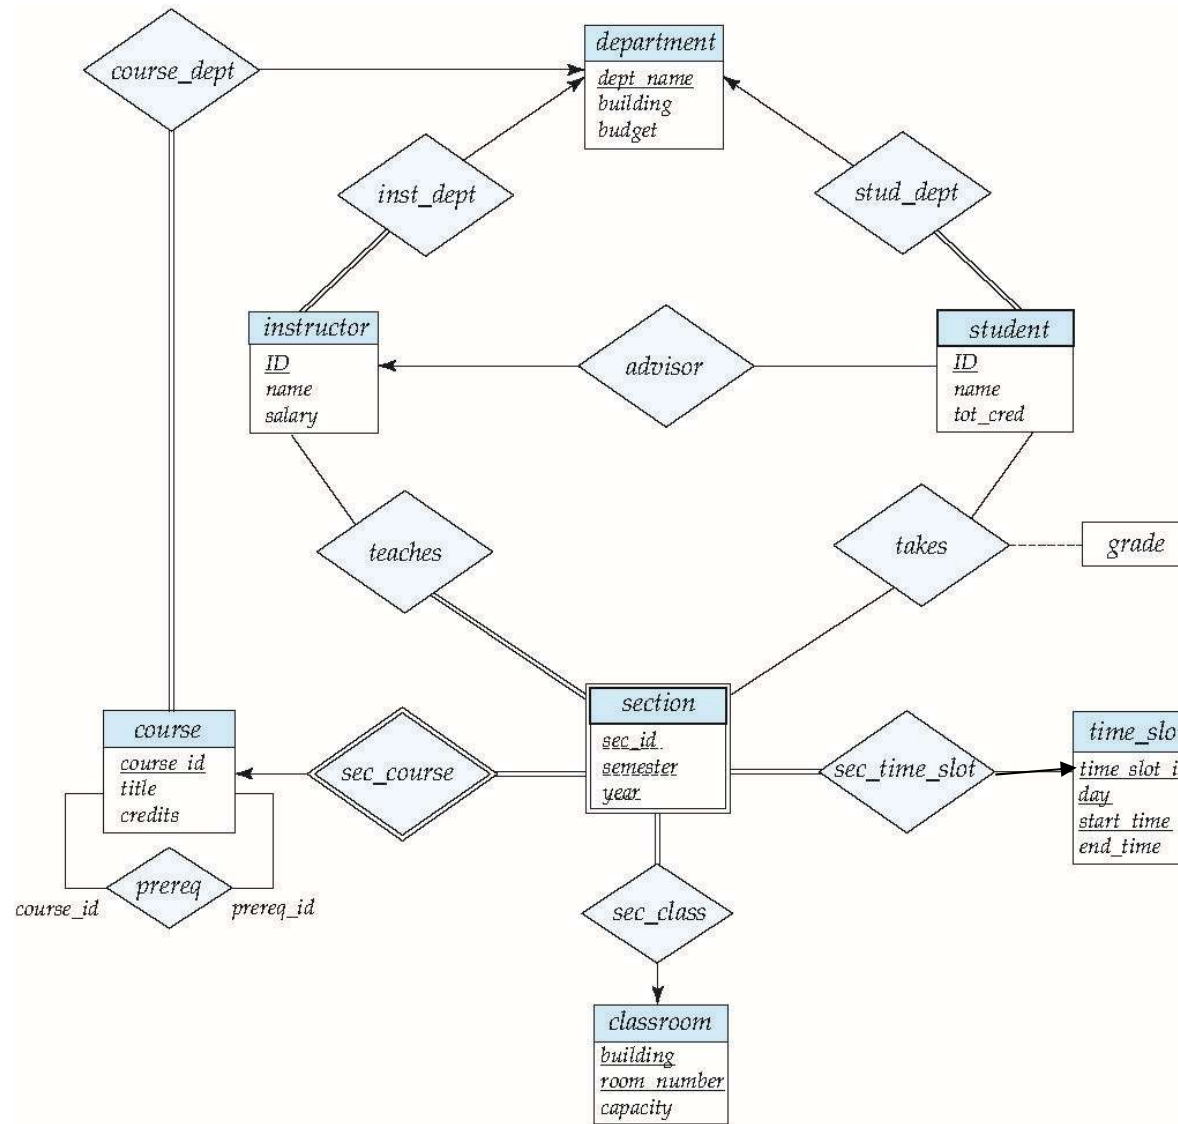 course_dept
department
dept_name
building
budget
inst_dept
stud_dept
instructor
ID
name
salary
advisor
student
ID
name
tot_cred
teaches
takes
grade
course
course_id
title
credits
prereq
course_id
prereq_id
sec_course
section
sec_id
semester
year
sec_time_slot
time_slo
time_slot_i
day
start_time
end_time
sec_class
classroom
building
room_number
capacity